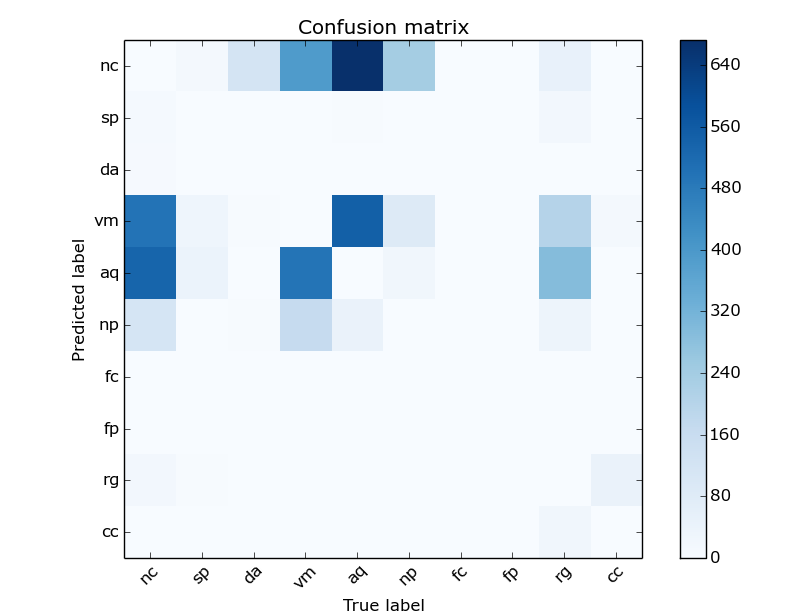 Confusion matrix
Predicted label
nc
sp
da
vm
aq
np
fc
fp
rg
cc
nc
sp
da
vm
aq
np
fc
fp
rg
cc
True label
640
560
480
400
320
240
160
80
0